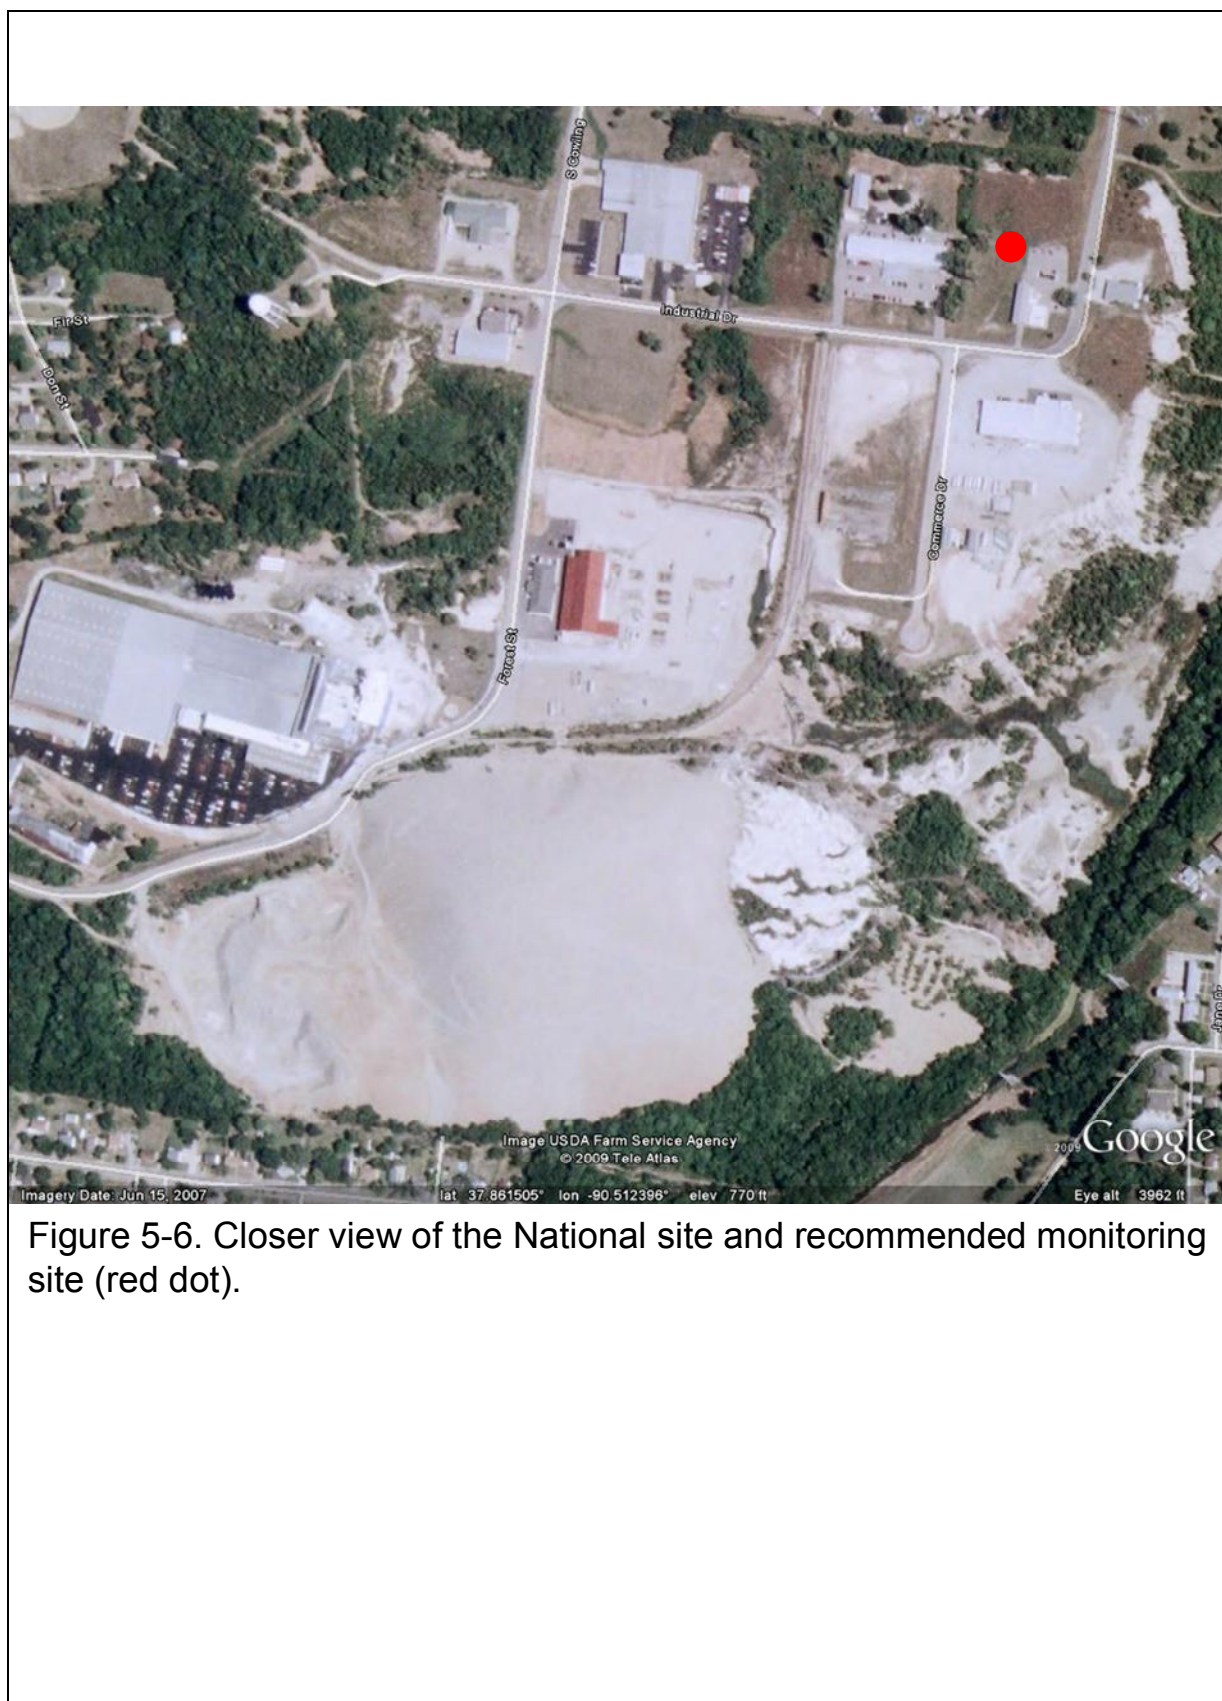 S Cowling
Industrial Dr
Fir St
Don St
Commerce Dr
Forest St
Jane Dr
Image USDA Farm Service Agency
© 2009 Tele Atlas
2009 Google
Imagery Date: Jun 15, 2007
lat 37.861505° lon -90.512396° elev 770 ft
Eye alt 3962 ft
Figure 5-6. Closer view of the National site and recommended monitoring
site (red dot).